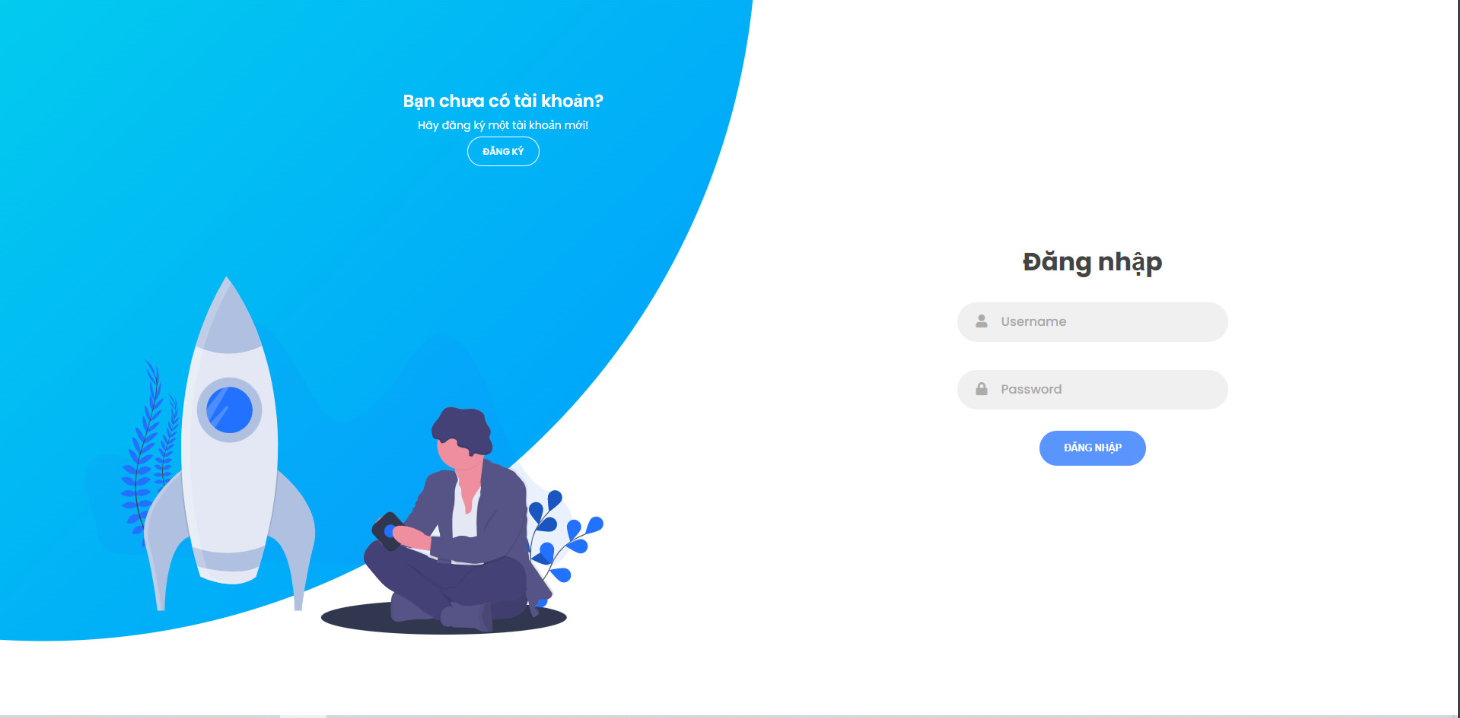 Bạn chưa có tài khoản?
Hãy đăng ký một tài khoản mới!
ĐĂNG KÝ
Đăng nhập
Username
Password
ĐĂNG NHẬP